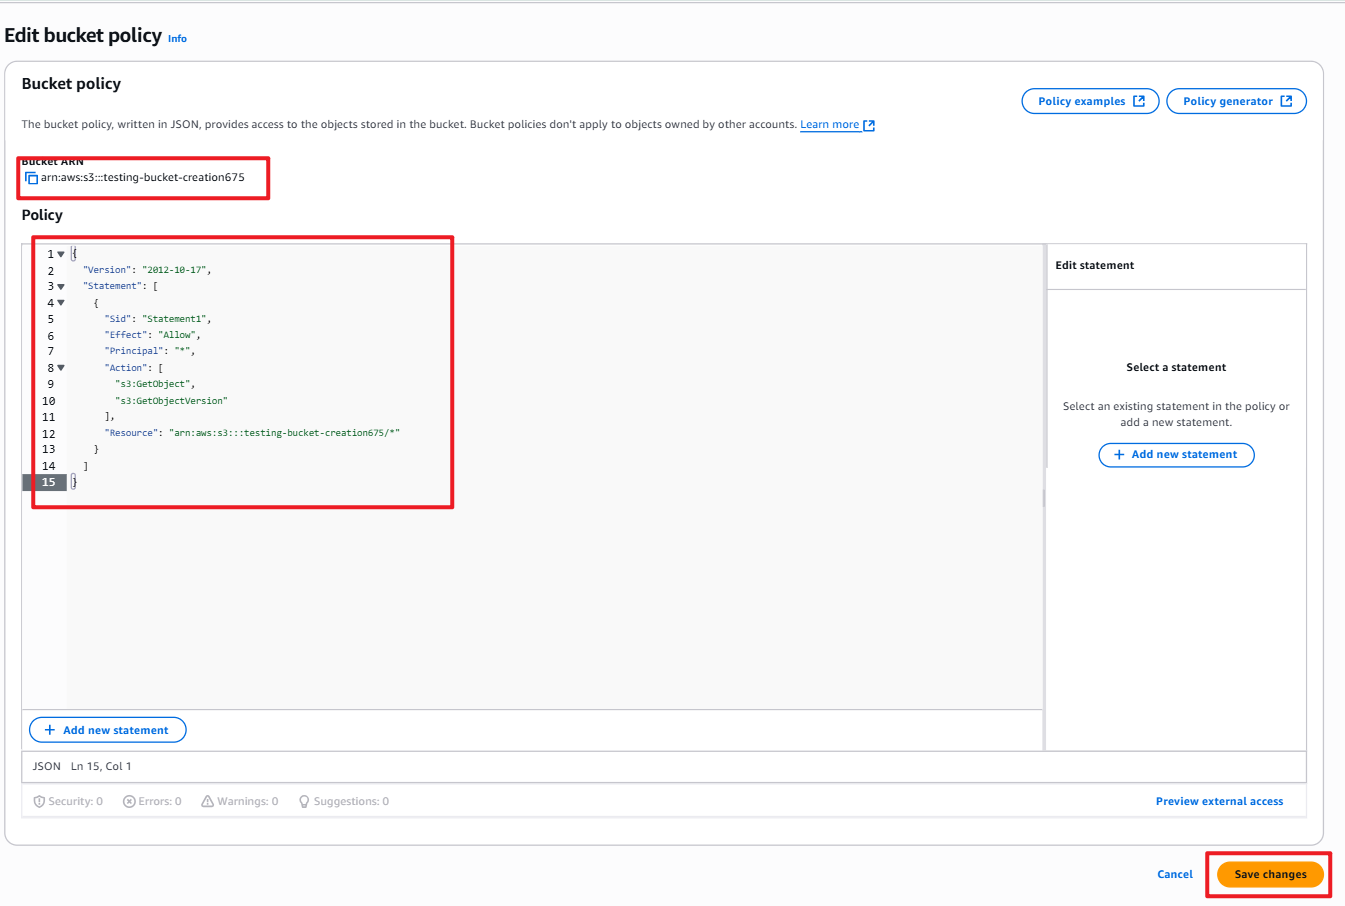 Edit bucket policy Info
Bucket policy
Policy examples
Policy generator
The bucket policy, written in JSON, provides access to the objects stored in the bucket. Bucket policies don't apply to objects owned by other accounts. Learn more
Bucket ARN
arn:aws:s3:::testing-bucket-creation675
Policy
1 {
2 "Version": "2012-10-17",
3 "Statement": [
4 {
5 "Sid": "Statement1",
6 "Effect": "Allow",
7 "Principal": "*",
8 "Action": [
9 "s3:GetObject",
10 "s3:GetObjectVersion"
11 ],
12 "Resource": "arn:aws:s3:::testing-bucket-creation675/*"
13 }
14 ]
15 }
Edit statement
Select a statement
Select an existing statement in the policy or
add a new statement.
+ Add new statement
+ Add new statement
JSON Ln 15, Col 1
Security: 0 Errors: 0 Warnings: 0 Suggestions: 0
Preview external access
Cancel
Save changes